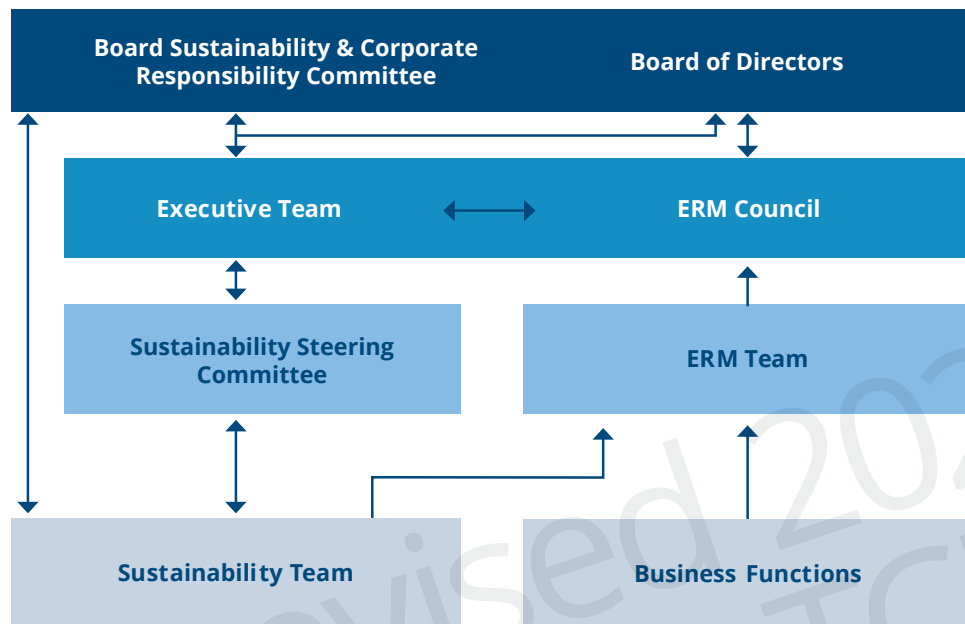 Board Sustainability & Corporate
Responsibility Committee
Board of Directors
Executive Team
ERM Council
Sustainability Steering
Committee
ERM Team
Sustainability Team
Business Functions